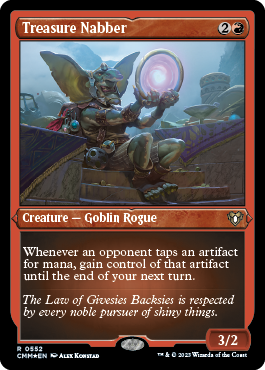 Treasure Nabber 2
Creature — Goblin Rogue
Whenever an opponent taps an artifact
for mana, gain control of that artifact
until the end of your next turn.
The Law of Givesies Backsies is respected
by every noble pursuer of shiny things.
3/2
R 0552
CMM★EN ALEX KONSTAD
™ & © 2023 Wizards of the Coast